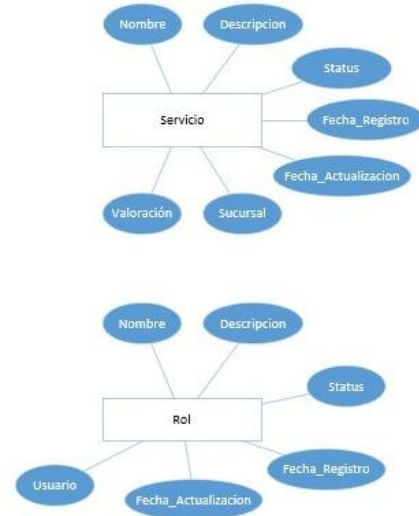 Nombre
Descripcion
Status
Servicio
Fecha_Registro
Fecha_Actualizacion
Valoración
Sucursal
Nombre
Descripcion
Status
Rol
Fecha_Registro
Usuario
Fecha_Actualizacion